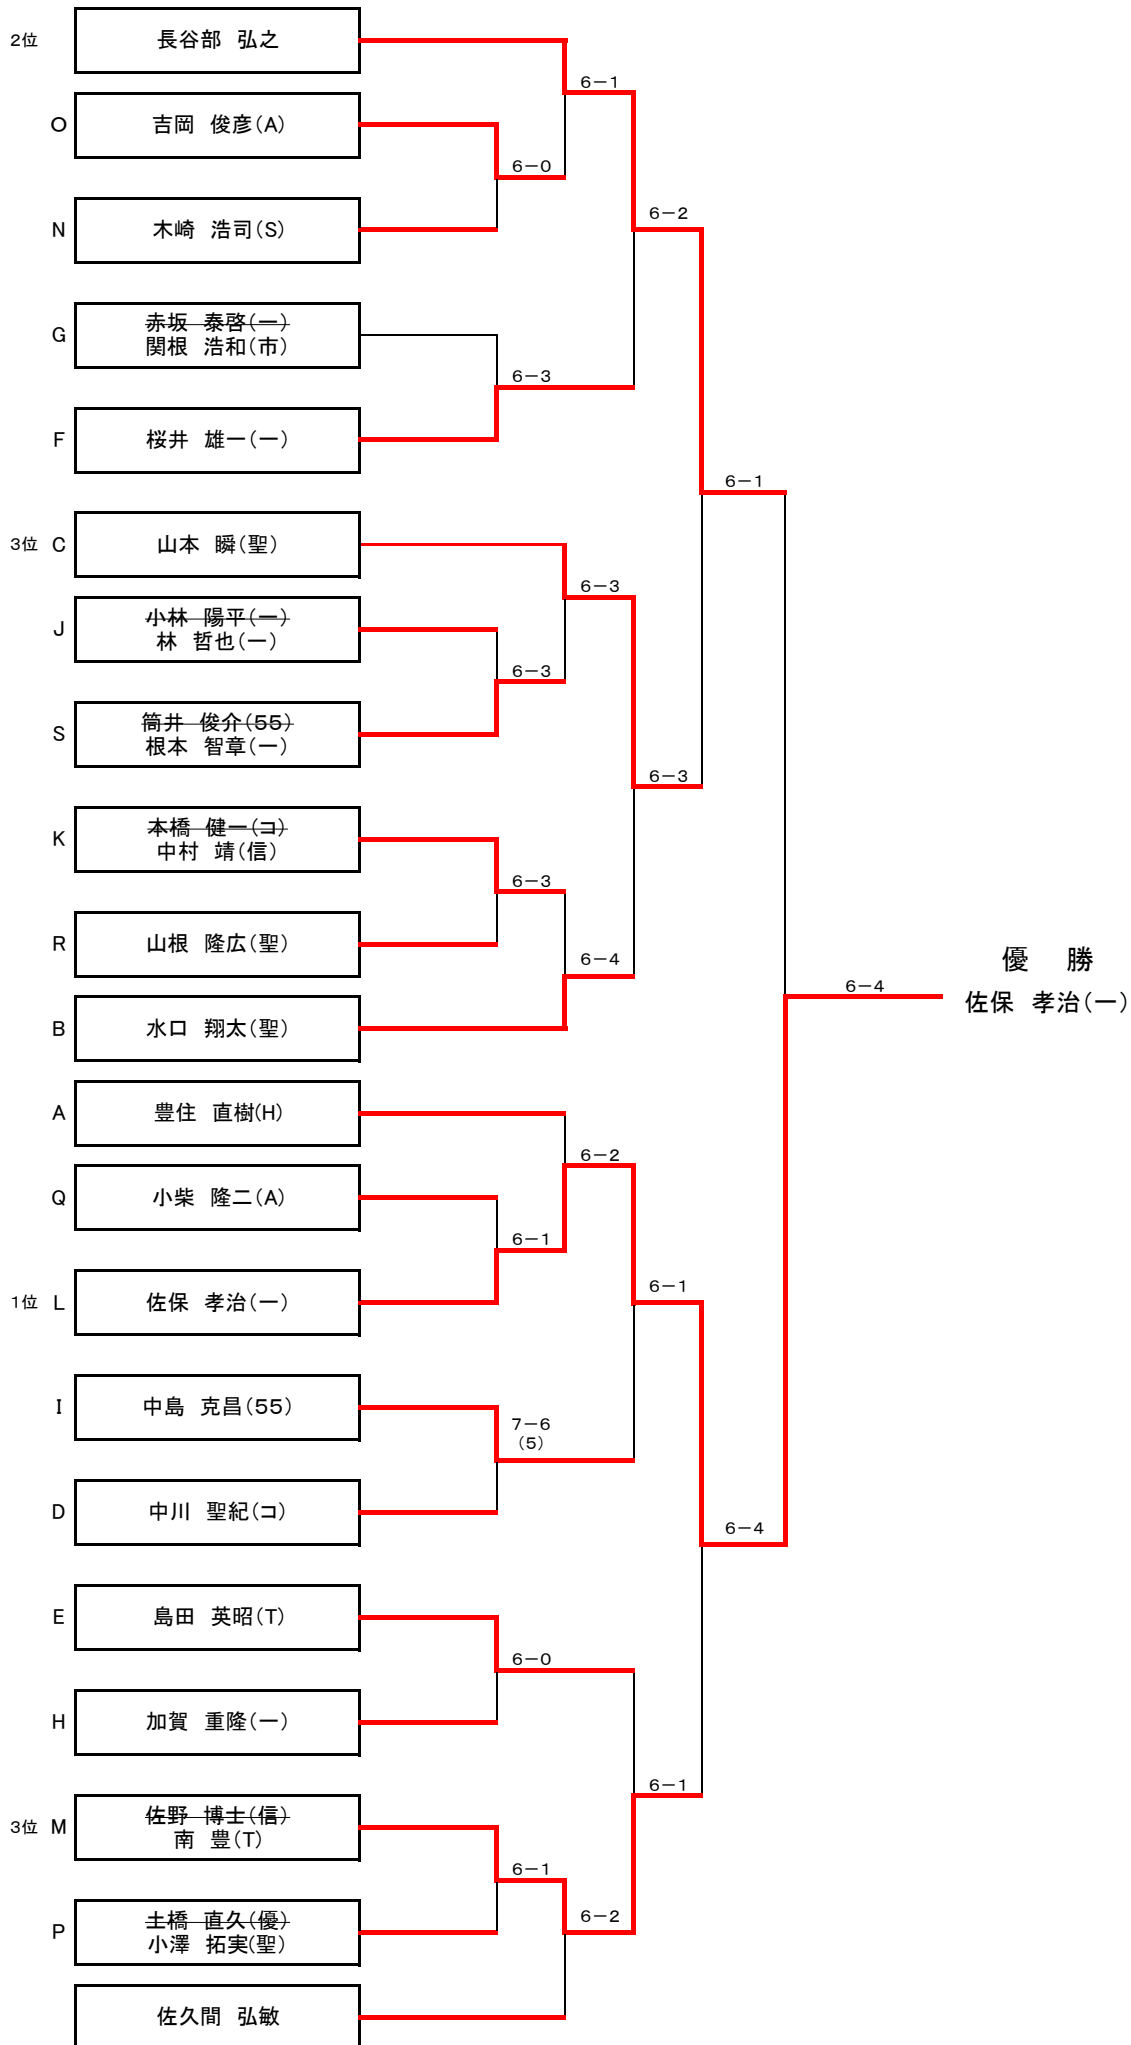 2位
長谷部 弘之
6-1
O
吉岡 俊彦(A)
6-0
6-2
N
木崎 浩司(S)
G
赤坂 泰啓(一)
関根 浩和(市)
6-3
F
桜井 雄一(一)
6-1
3位 C
山本 瞬(聖)
6-3
J
小林 陽平(一)
林 哲也(一)
6-3
S
筒井 俊介(55)
根本 智章(一)
6-3
K
本橋 健一(コ)
中村 靖(信)
6-3
R
山根 隆広(聖)
6-4
優 勝
6-4
佐保 孝治(一)
B
水口 翔太(聖)
A
豊住 直樹(H)
6-2
Q
小柴 隆二(A)
6-1
6-1
1位 L
佐保 孝治(一)
I
中島 克昌(55)
7-6
(5)
D
中川 聖紀(コ)
6-4
E
島田 英昭(T)
6-0
H
加賀 重隆(一)
6-1
3位 M
佐野 博士(信)
南 豊(T)
6-1
P
土橋 直久(優)
小澤 拓実(聖)
6-2
佐久間 弘敏